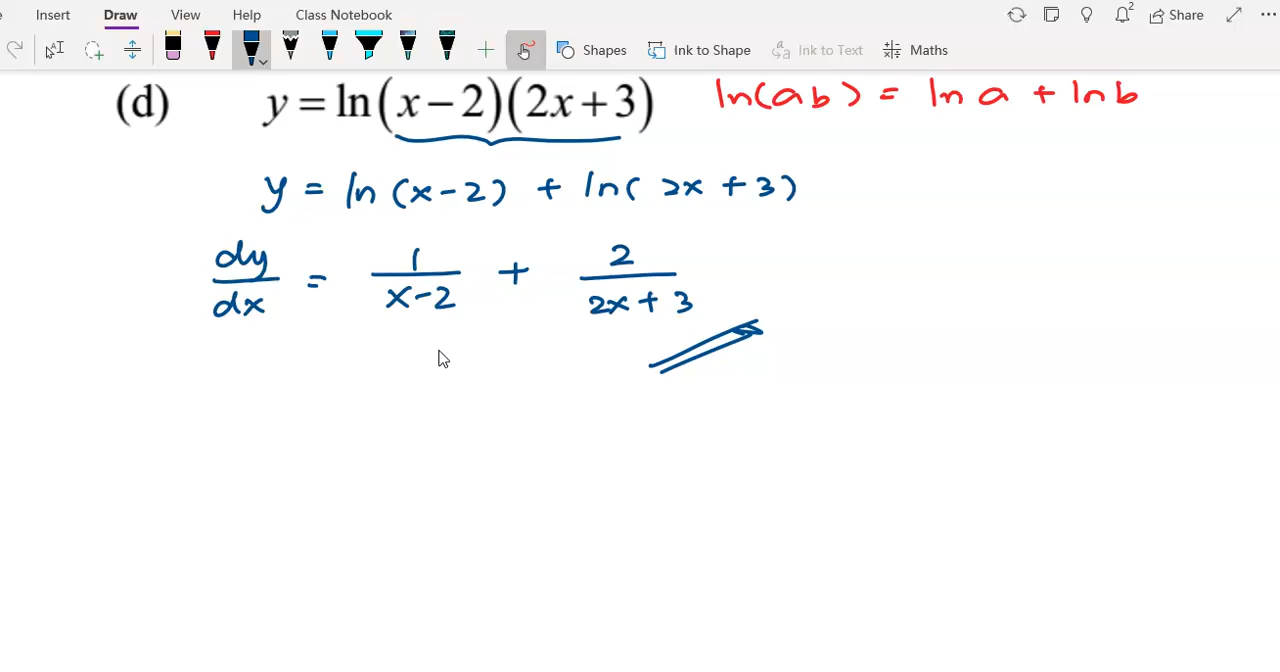 Insert Draw View Help Class Notebook 2 Share
Shapes Ink to Shape Ink to Text Maths
(d) y = ln(x − 2)(2x + 3) ln(ab) = ln a + ln b
y = ln (x − 2) + ln( 2x + 3)
dy/dx = 1/(x − 2) + 2/(2x + 3)